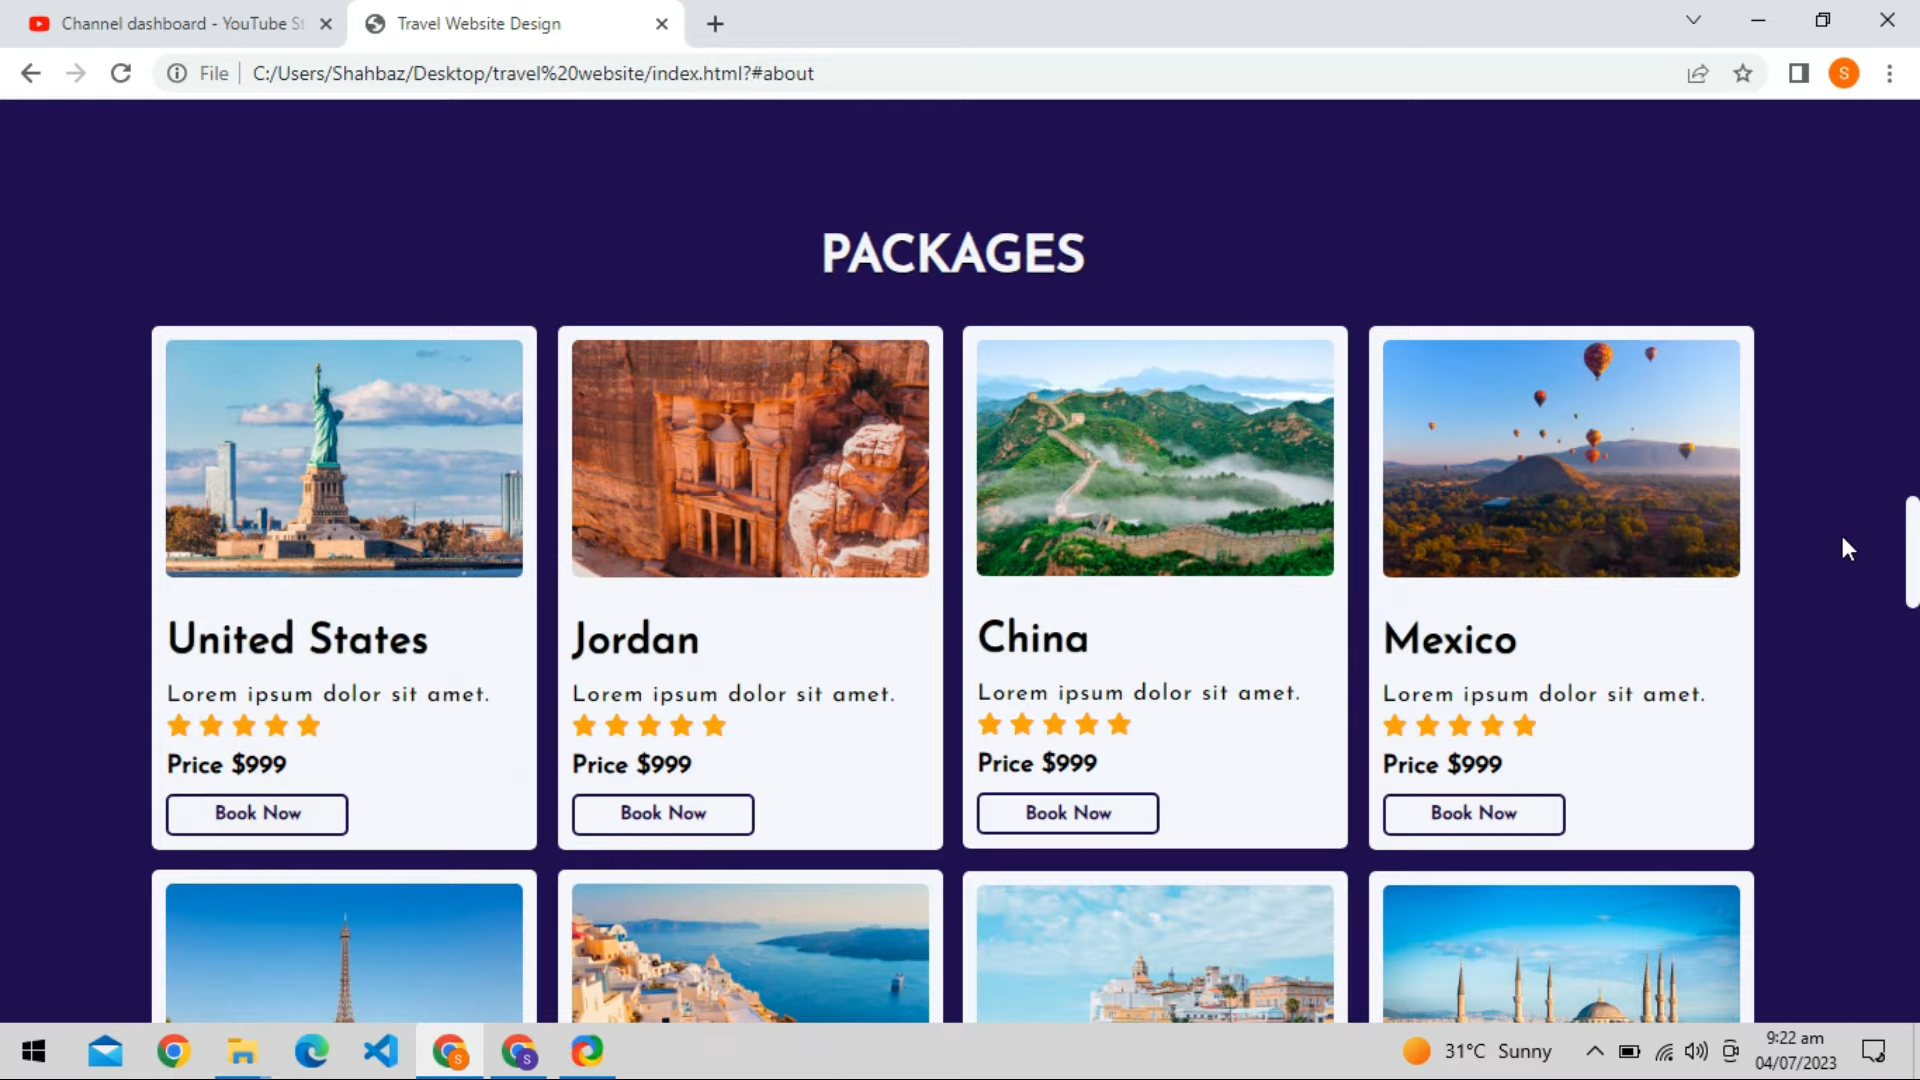 Channel dashboard - YouTube St
Travel Website Design
File
C:/Users/Shahbaz/Desktop/travel%20website/index.html?#about
S
PACKAGES
United States
Lorem ipsum dolor sit amet.
Price $999
Book Now
Jordan
Lorem ipsum dolor sit amet.
Price $999
Book Now
China
Lorem ipsum dolor sit amet.
Price $999
Book Now
Mexico
Lorem ipsum dolor sit amet.
Price $999
Book Now
S
S
31°C Sunny
9:22 am
04/07/2023